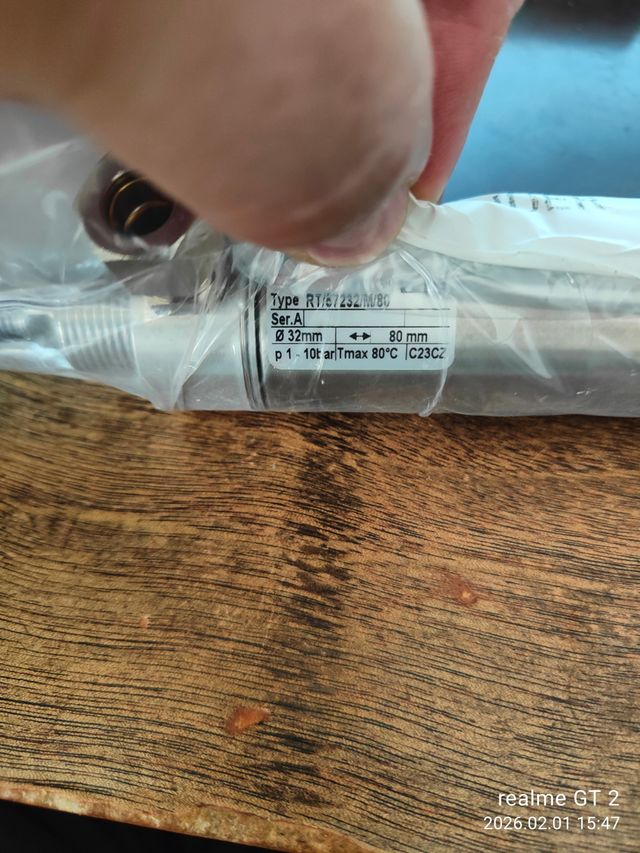 Type RT/57232/M/80
Ser.A
Ø 32mm ↔ 80 mm
p 1 - 10bar Tmax 80°C C23C2
realme GT 2
2026.02.01 15:47